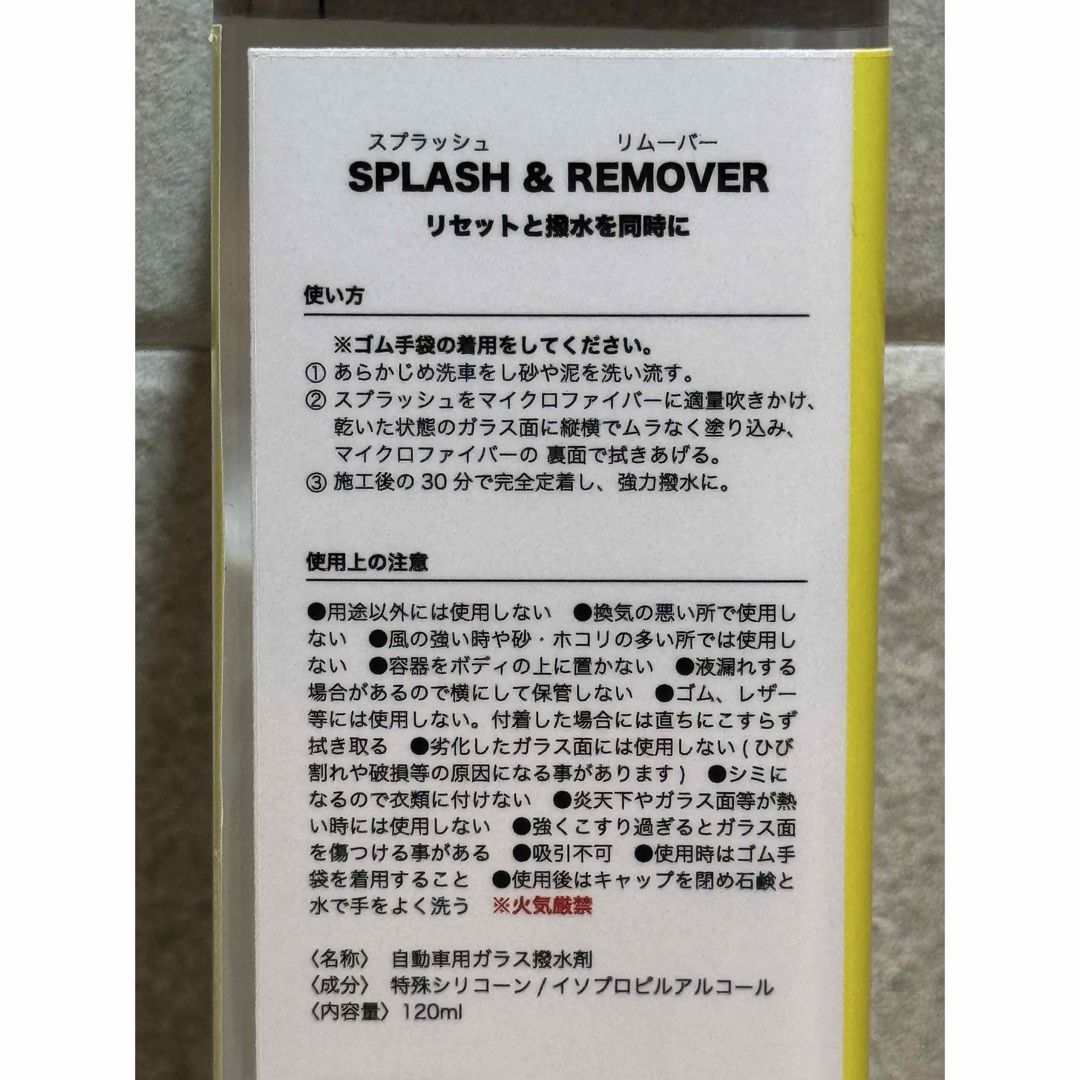 スプラッシュ リムーバー
SPLASH & REMOVER
リセットと撥水を同時に
使い方
※ゴム手袋の着用をしてください。
① あらかじめ洗車をし砂や泥を洗い流す。
② スプラッシュをマイクロファイバーに適量吹きかけ、
乾いた状態のガラス面に縦横でムラなく塗り込み、
マイクロファイバーの 裏面で拭きあげる。
③ 施工後の 30 分で完全定着し、強力撥水に。
使用上の注意
●用途以外には使用しない ●換気の悪い所で使用し
ない ●風の強い時や砂・ホコリの多い所では使用し
ない ●容器をボディの上に置かない ●液漏れする
場合があるので横にして保管しない ●ゴム、レザー
等には使用しない。付着した場合には直ちにこすらず
拭き取る ●劣化したガラス面には使用しない ( ひび
割れや破損等の原因になる事があります ) ●シミに
なるので衣類に付けない ●炎天下やガラス面等が熱
い時には使用しない ●強くこすり過ぎるとガラス面
を傷つける事がある ●吸引不可 ●使用時はゴム手
袋を着用すること ●使用後はキャップを閉め石鹸と
水で手をよく洗う ※火気厳禁
〈名称〉 自動車用ガラス撥水剤
〈成分〉 特殊シリコーン / イソプロピルアルコール
〈内容量〉120ml